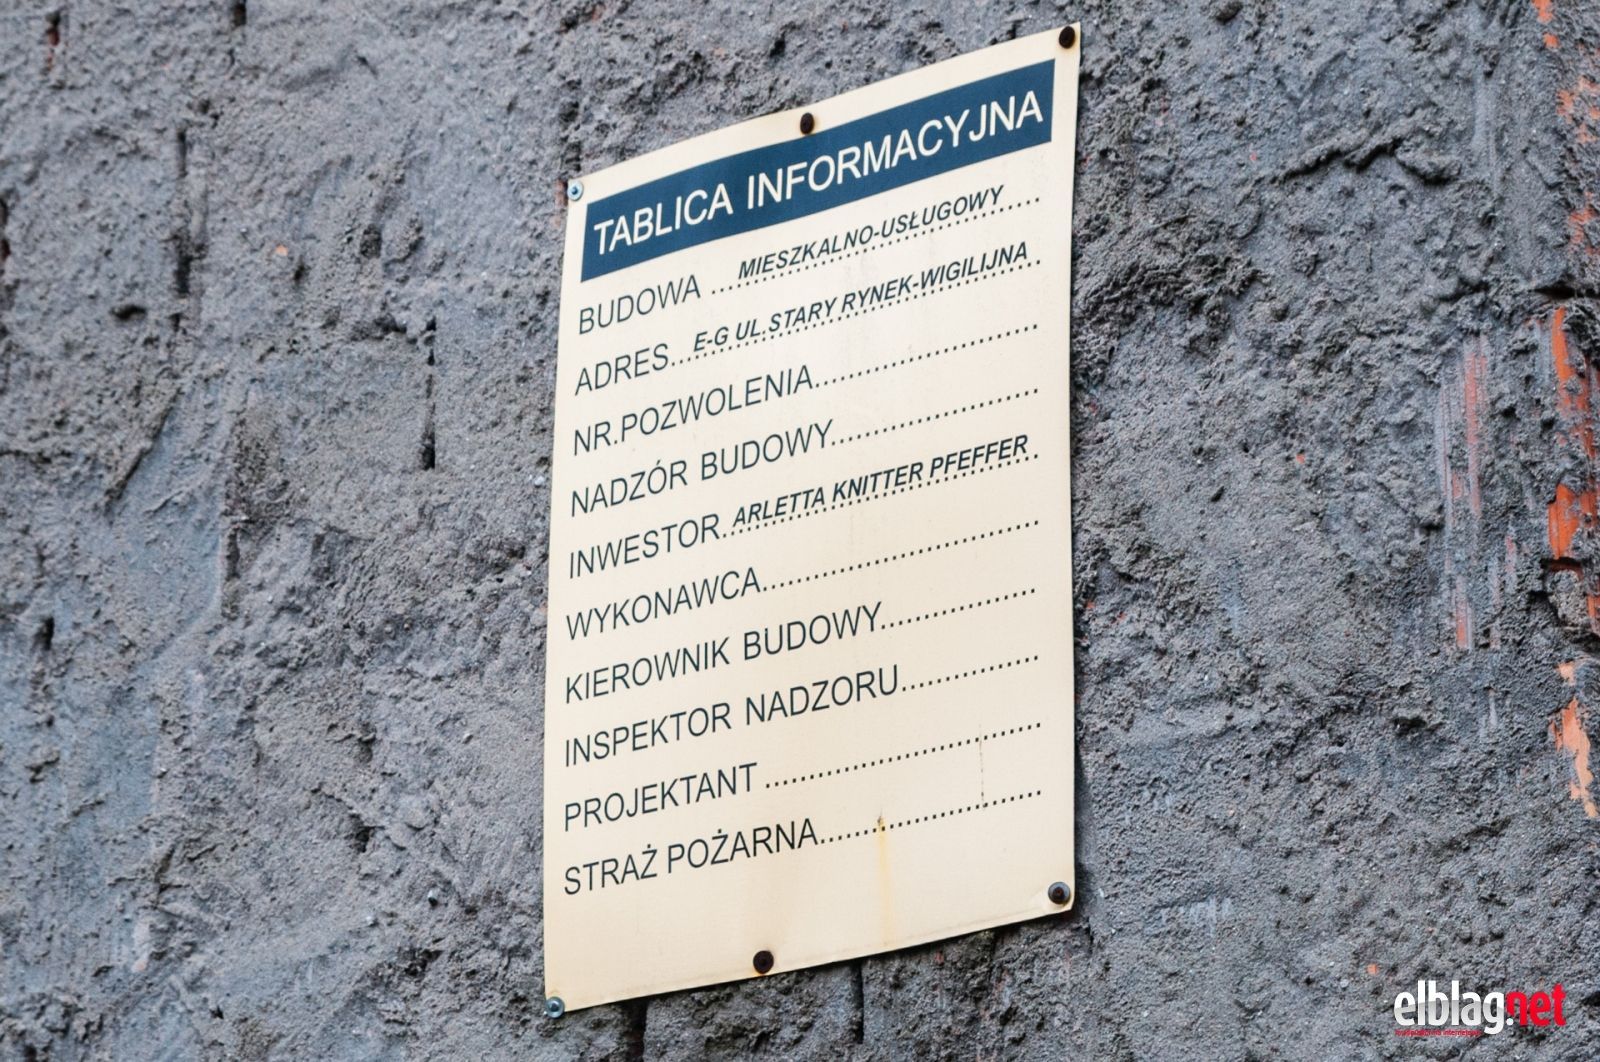 TABLICA INFORMACYJNA
BUDOWA ...MIESZKALNO-USŁUGOWY
ADRES...E-G UL.STARY RYNEK-WIGILIJNA
NR.POZWOLENIA........................
NADZÓR BUDOWY......................
INWESTOR..ARLETTA KNITTER PFEFFER
WYKONAWCA............................
KIEROWNIK BUDOWY................
INSPEKTOR NADZORU..............
PROJEKTANT ............................
STRAŻ POŻARNA.......................
elblag.net